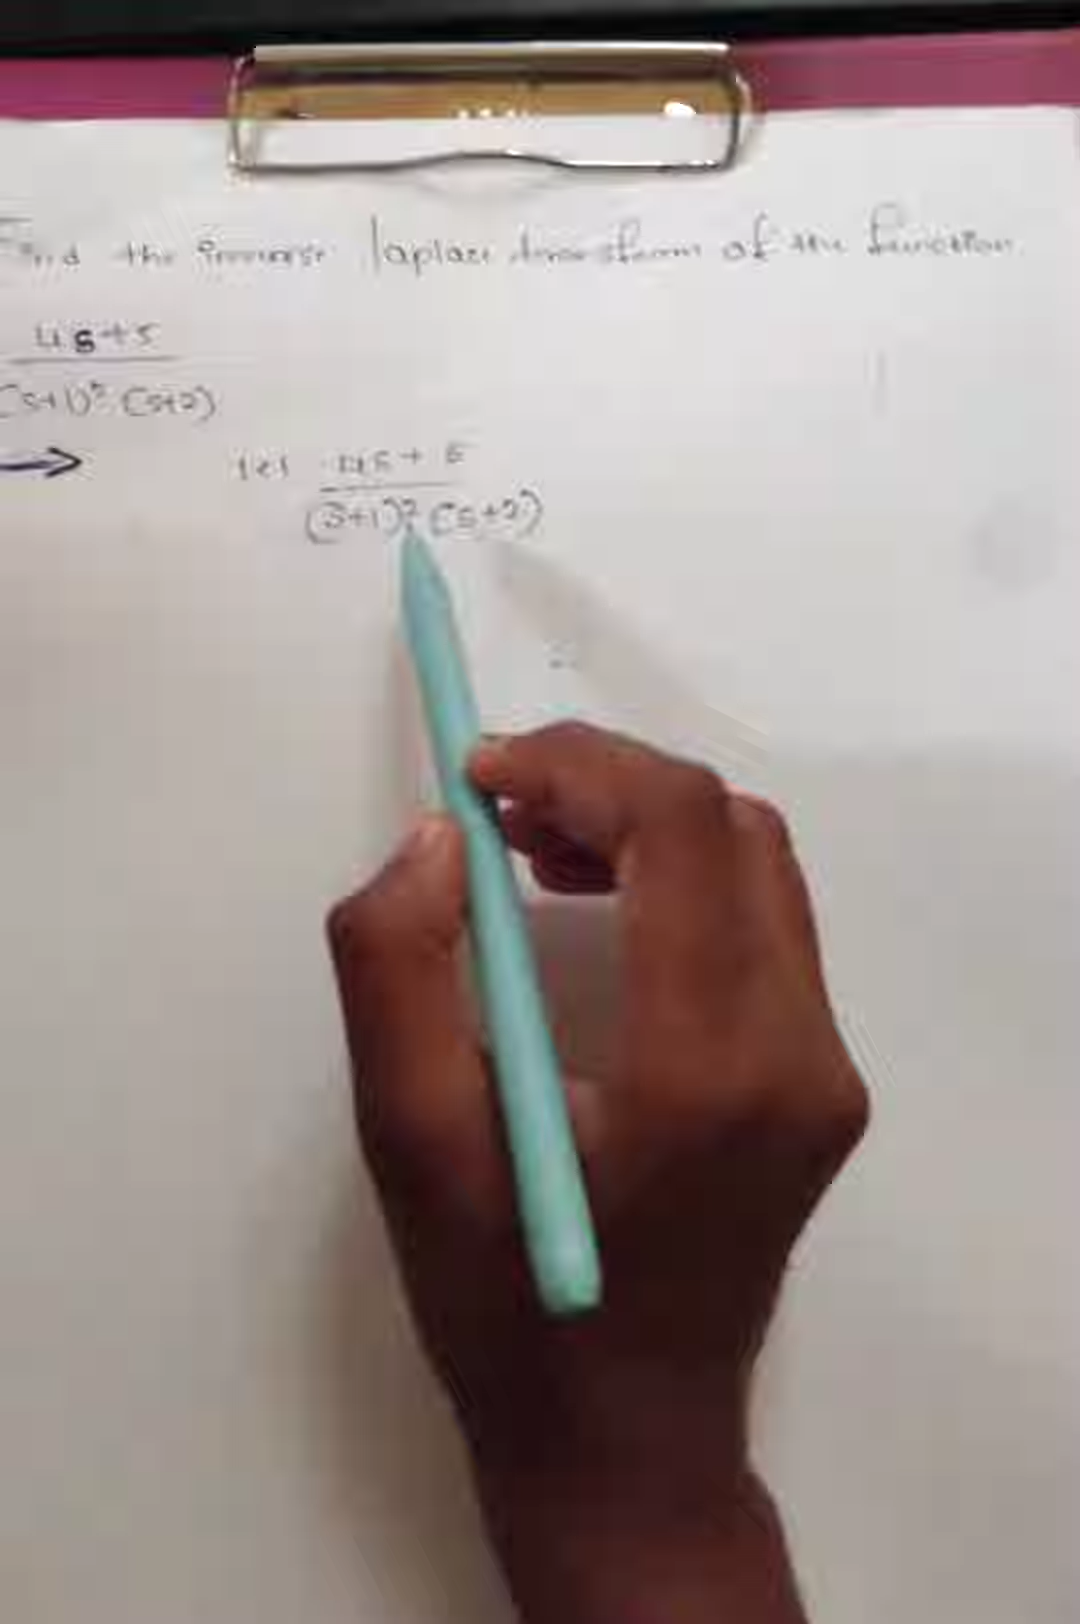 Find the inverse laplace transform of the function
4s+5
(s+1)² (s+2)
let 4s + 5
(s+1)² (s+2)
=